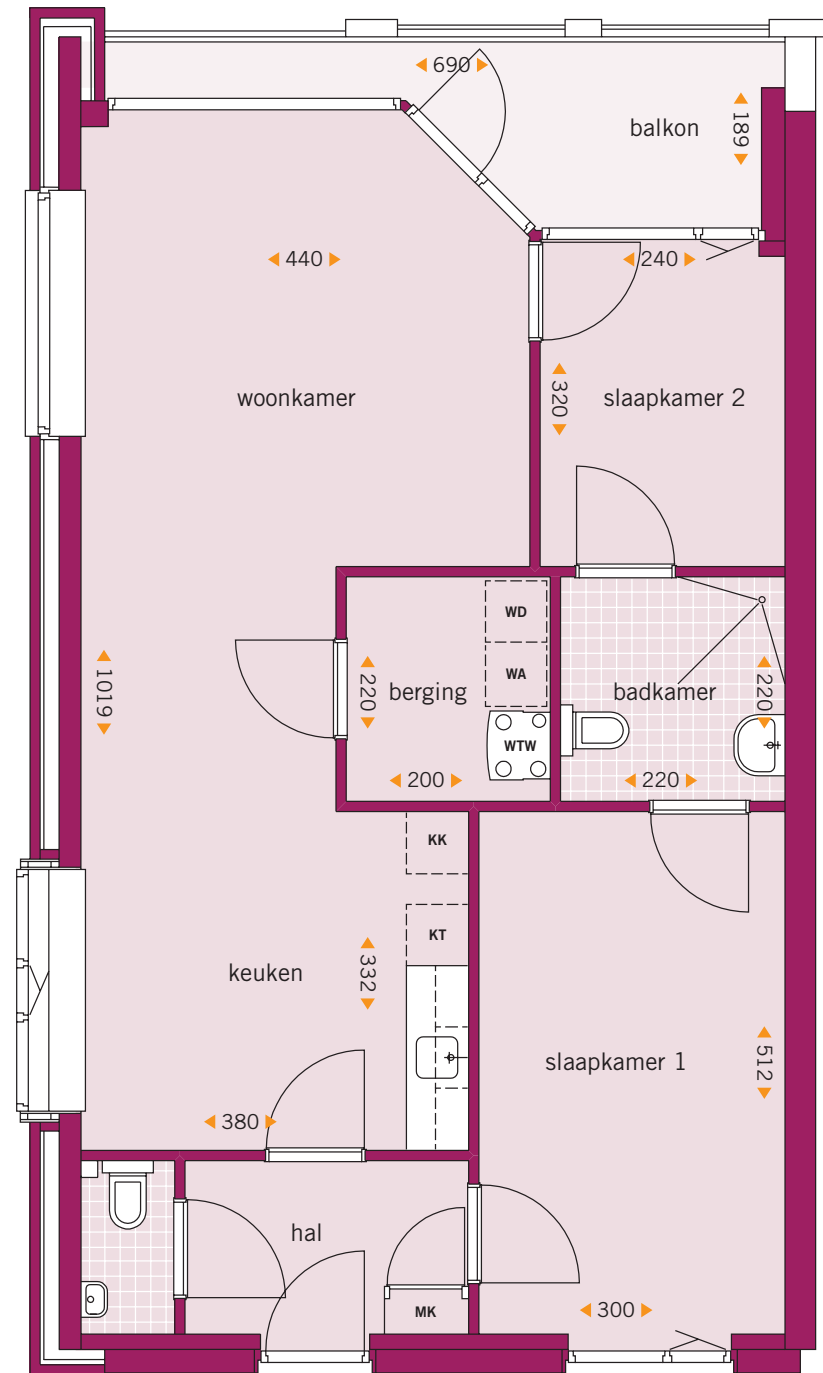 690
balkon
189
440
240
woonkamer
320
slaapkamer 2
WD
WA
1019
220
berging
badkamer
220
WTW
200
220
KK
KT
keuken
332
slaapkamer 1
512
380
hal
MK
300